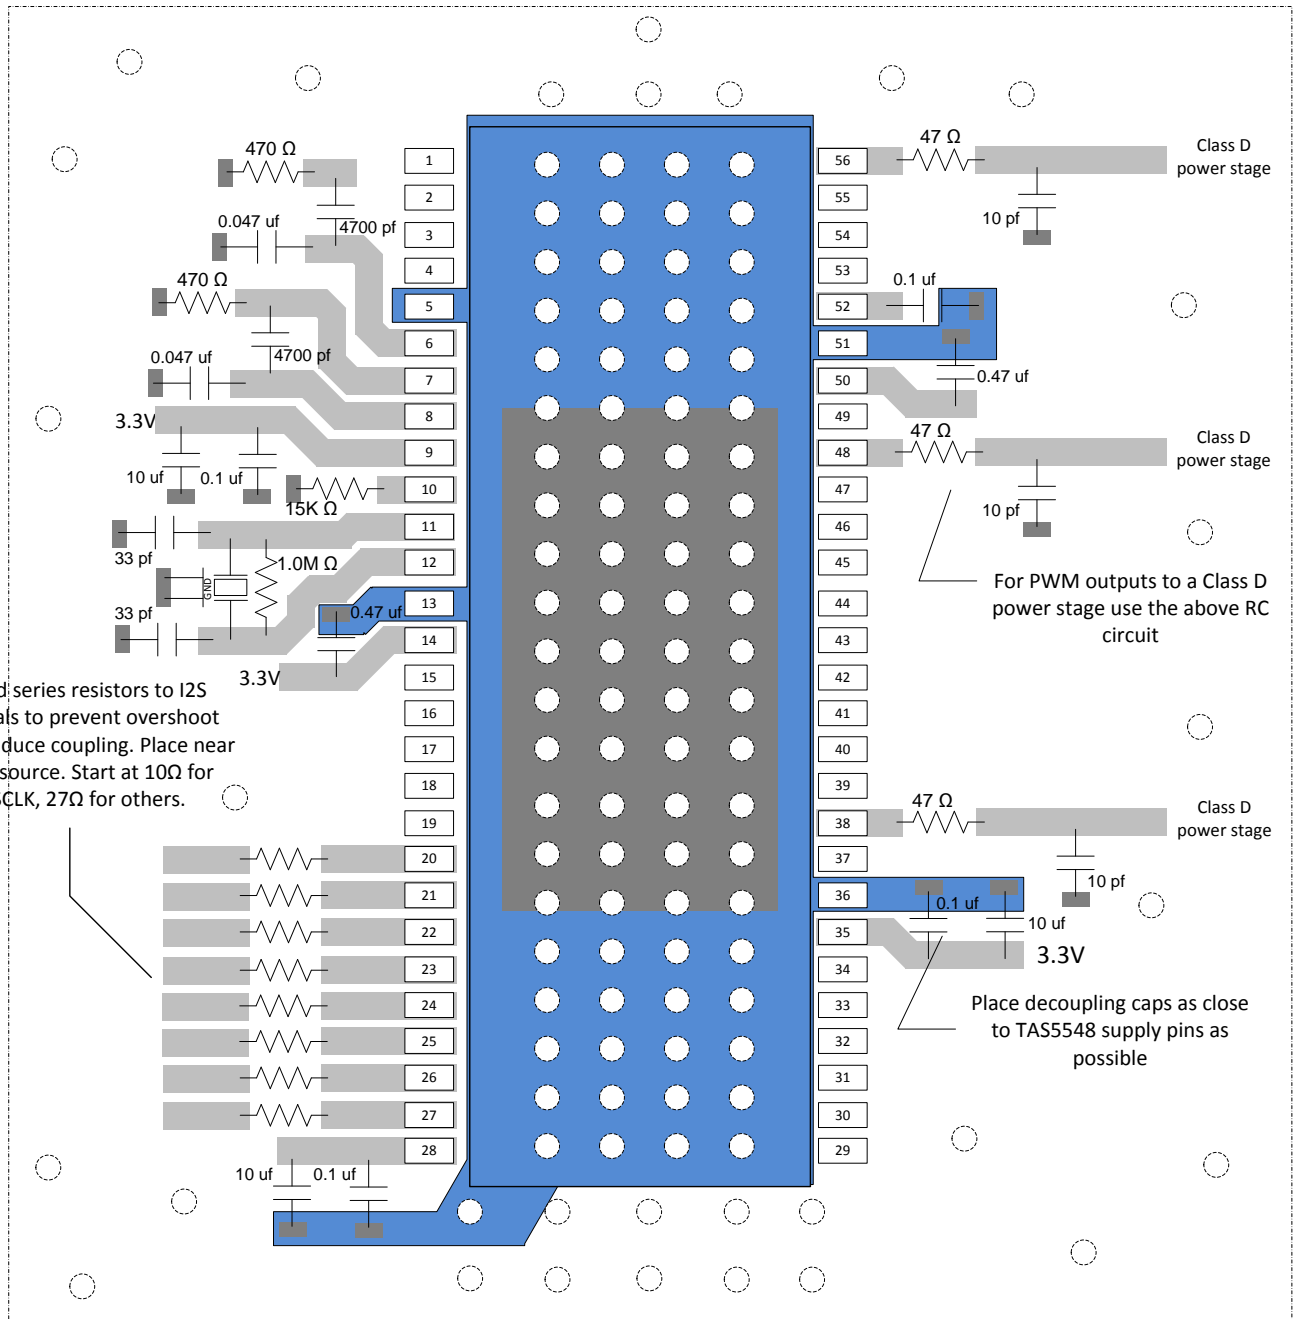 470 Ω
4700 pf
0.047 uf
470 Ω
4700 pf
0.047 uf
3.3V
10 uf
0.1 uf
15K Ω
33 pf
1.0M Ω
GND
33 pf
0.47 uf
3.3V
series resistors to I2S
to prevent overshoot
coupling. Place near
source. Start at 10Ω for
27Ω for others.
10 uf
0.1 uf
1
2
3
4
5
6
7
8
9
10
11
12
13
14
15
16
17
18
19
20
21
22
23
24
25
26
27
28
56
55
54
53
52
51
50
49
48
47
46
45
44
43
42
41
40
39
38
37
36
35
34
33
32
31
30
29
47 Ω
Class D
power stage
10 pf
0.1 uf
0.47 uf
47 Ω
Class D
power stage
10 pf
For PWM outputs to a Class D
power stage use the above RC
circuit
47 Ω
Class D
power stage
10 pf
0.1 uf
10 uf
3.3V
Place decoupling caps as close
to TAS5548 supply pins as
possible